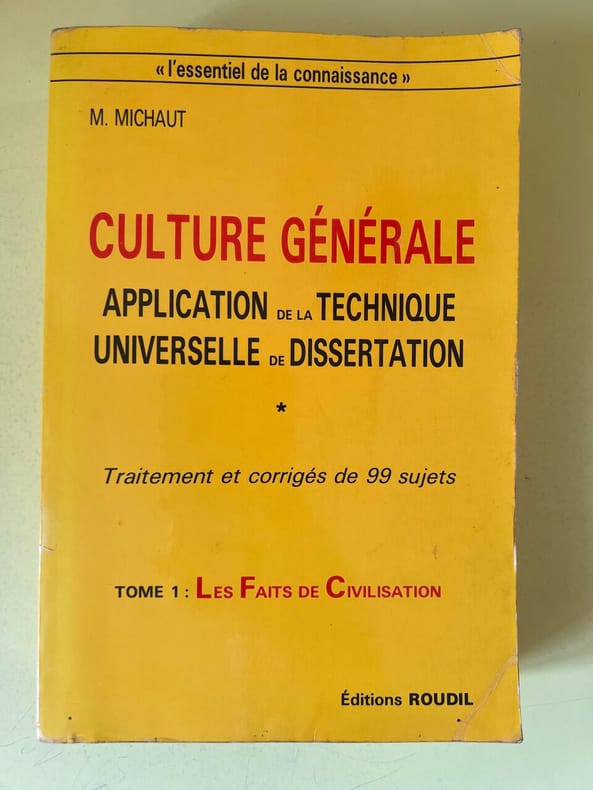 « l'essentiel de la connaissance »
M. MICHAUT
CULTURE GÉNÉRALE
APPLICATION DE LA TECHNIQUE
UNIVERSELLE DE DISSERTATION
*
Traitement et corrigés de 99 sujets
TOME 1 : LES FAITS DE CIVILISATION
Éditions ROUDIL